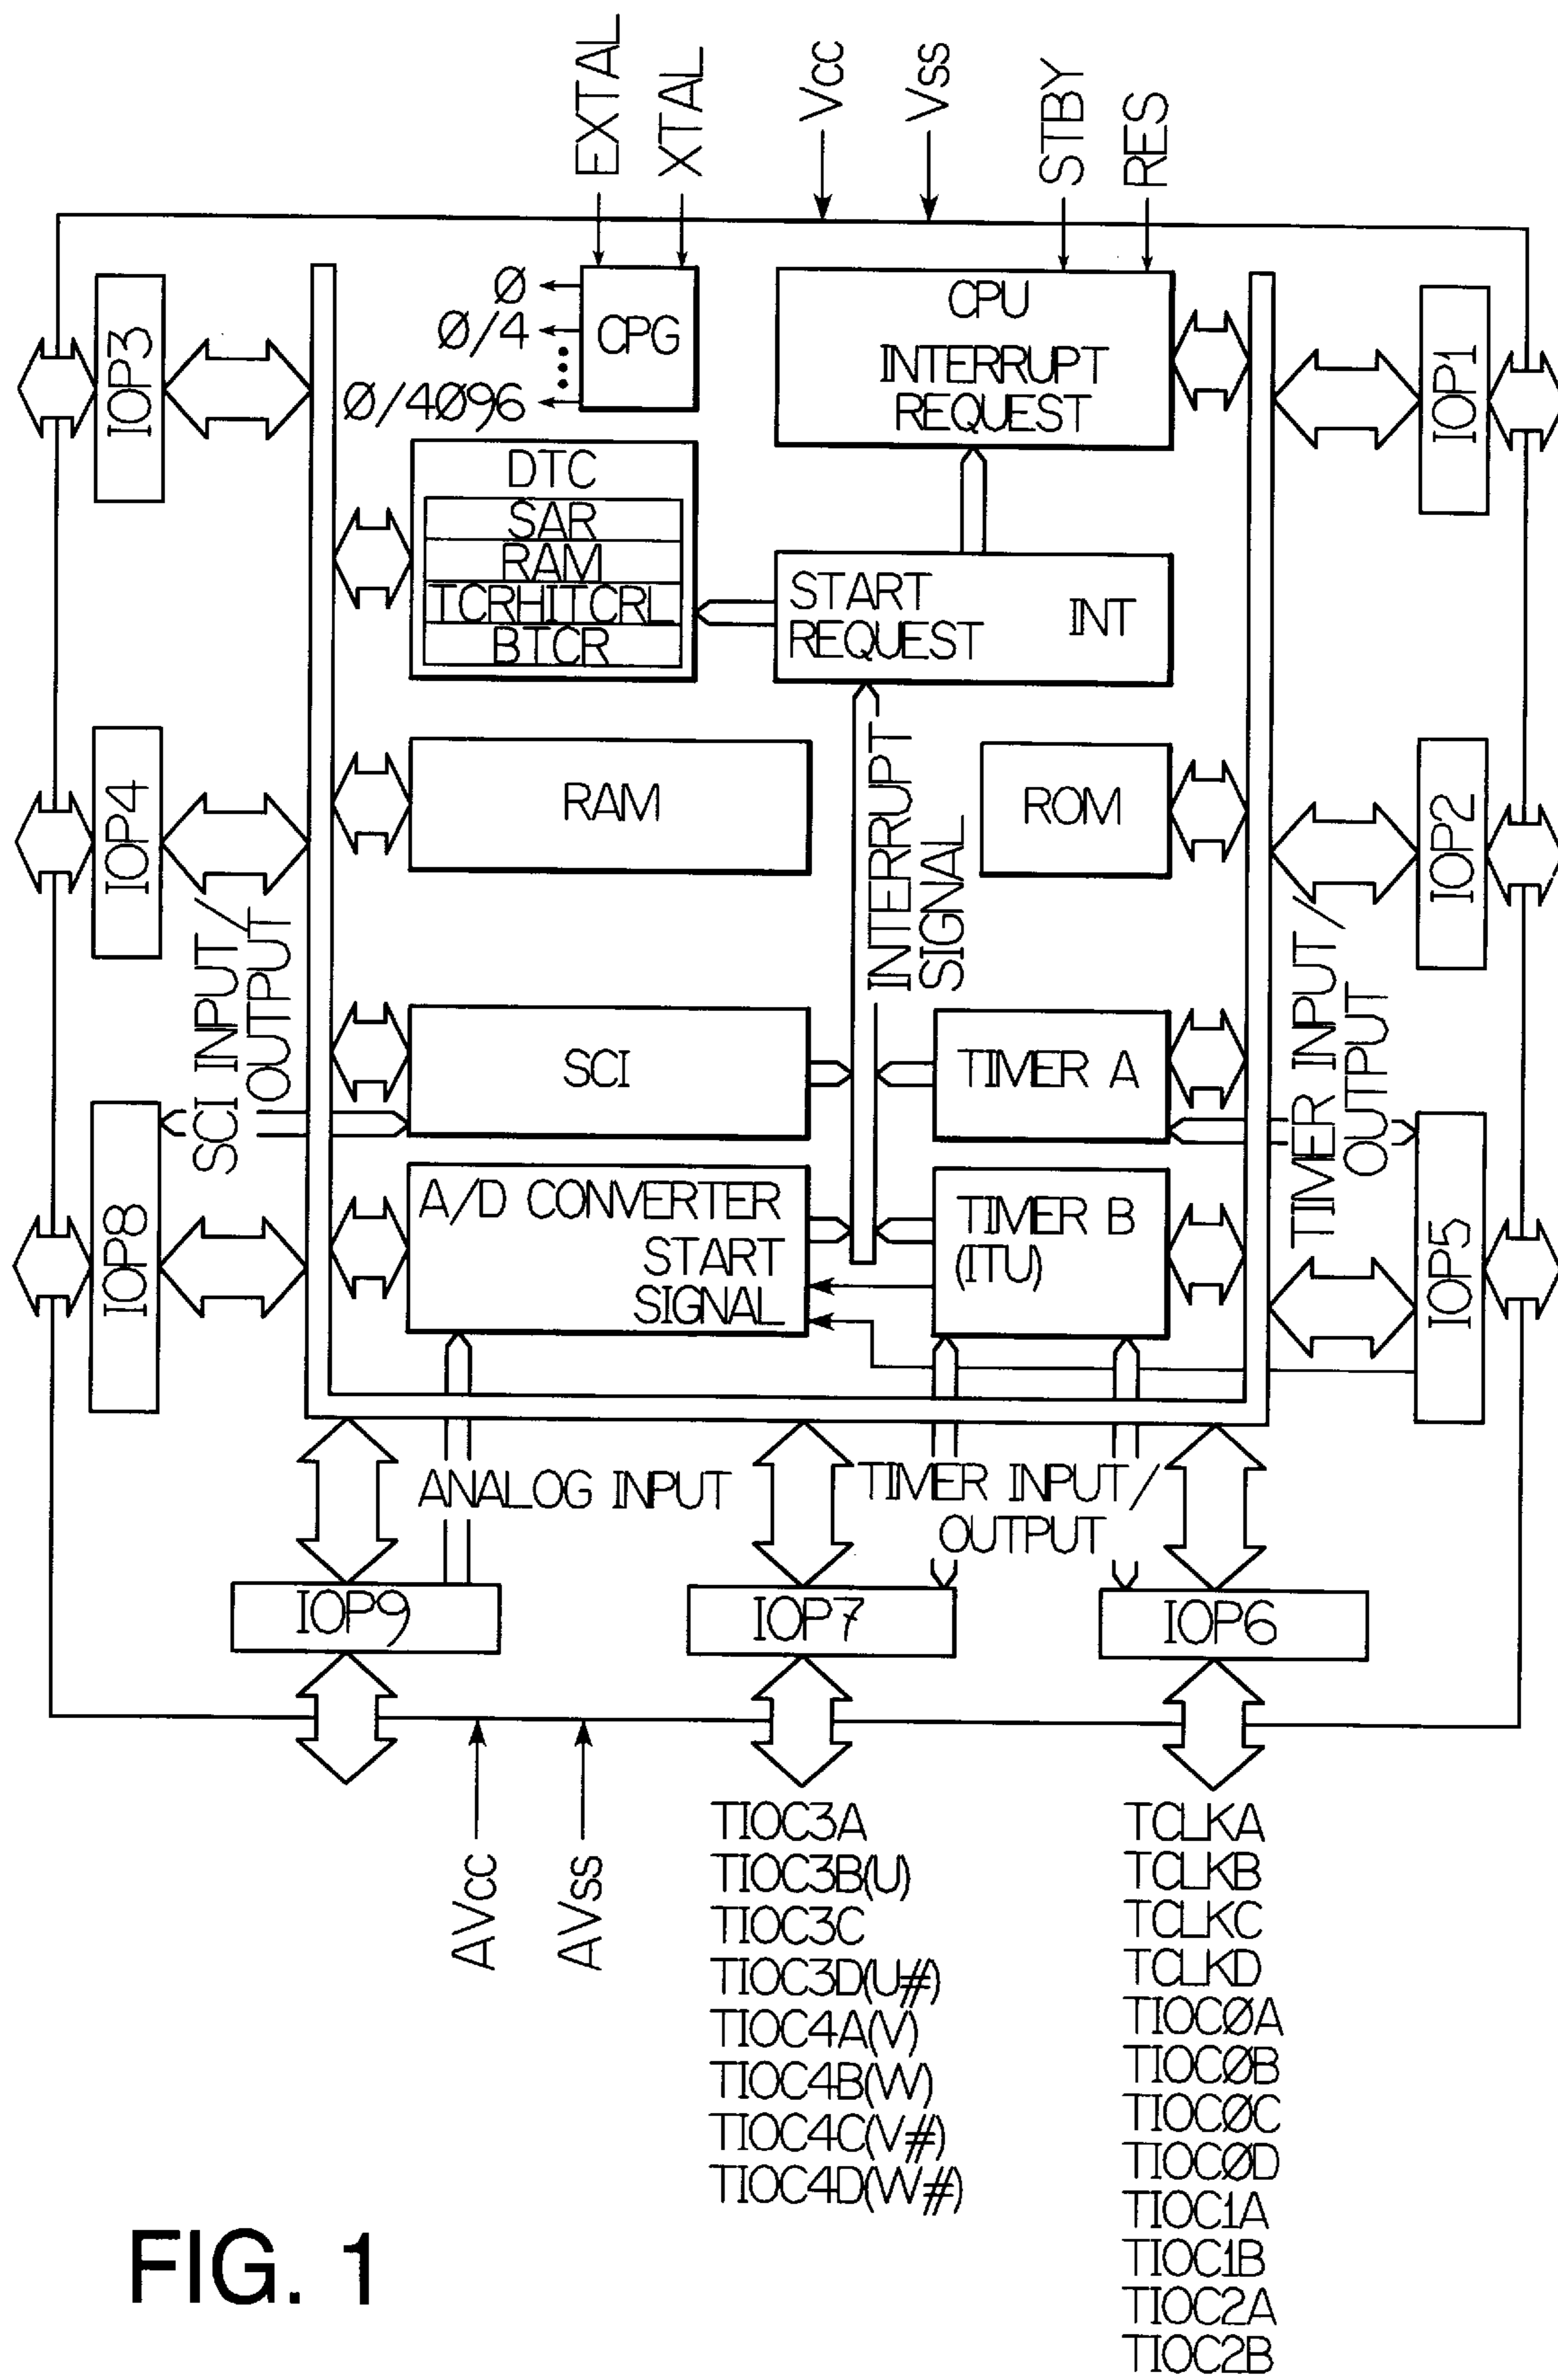 EXTAL
XTAL
Vcc
Vss
STBY
RES
IOP3
Ø
Ø/4
Ø/4Ø96
CPG
CPU
INTERRUPT
REQUEST
IOP1
DTC
SAR
RAM
TCRHITCRL
BTCR
START
REQUEST
INT
IOP4
RAM
INTERRUPT
SIGNAL
ROM
IOP2
SCI INPUT/
OUTPUT
SCI
TIMER A
TIMER INPUT/
OUTPUT
IOP8
A/D CONVERTER
START
SIGNAL
TIMER B
(ITU)
IOP5
ANALOG INPUT
TIMER INPUT/
OUTPUT
IOP9
IOP7
IOP6
AVcc
AVss
TIOC3A
TIOC3B(U)
TIOC3C
TIOC3D(U#)
TIOC4A(V)
TIOC4B(W)
TIOC4C(V#)
TIOC4D(W#)
TCLKA
TCLKB
TCLKC
TCLKD
TIOCØA
TIOCØB
TIOCØC
TIOCØD
TIOC1A
TIOC1B
TIOC2A
TIOC2B
FIG. 1